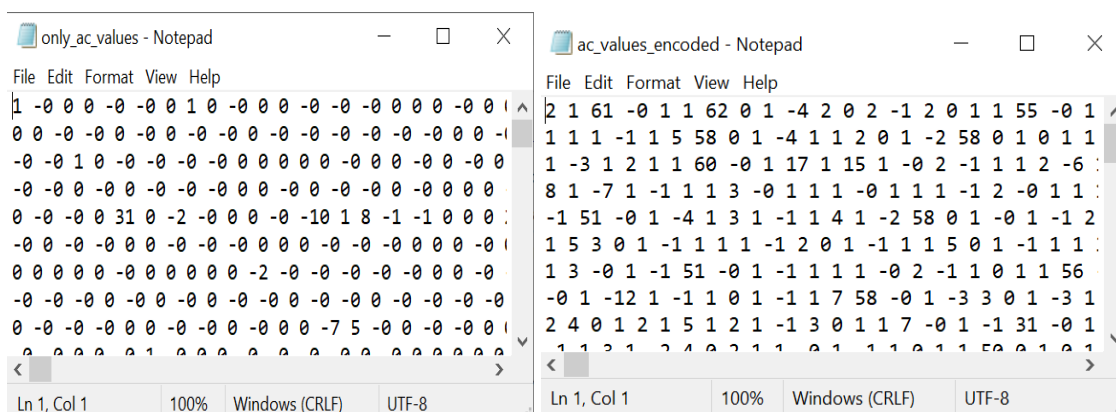 only_ac_values - Notepad
File Edit Format View Help
1 -0 0 0 -0 -0 0 1 0 -0 0 0 -0 -0 -0 0 0 0 -0 0
0 0 -0 -0 -0 0 -0 -0 0 -0 0 -0 0 -0 -0 -0 0 0
-0 -0 1 0 -0 -0 -0 -0 0 0 0 0 0 -0 0 0 -0 0 -0
-0 -0 0 0 -0 0 -0 -0 0 0 -0 0 -0 0 -0 0 0 0
0 -0 -0 0 31 0 -2 -0 0 0 -0 -10 1 8 -1 -1 0 0 0
-0 0 -0 -0 0 0 -0 -0 0 0 0 0 -0 -0 -0 0 0 0 -0
0 0 0 0 0 -0 0 0 0 0 0 -2 -0 -0 -0 -0 0 0 -0
-0 -0 -0 0 -0 0 0 -0 -0 0 -0 0 -0 0 -0 -0 -0 -0
0 -0 -0 -0 0 0 -0 -0 0 -0 0 0 -7 5 -0 0 -0 -0 0
Ln 1, Col 1
100%
Windows (CRLF)
UTF-8
ac_values_encoded - Notepad
File Edit Format View Help
2 1 61 -0 1 1 62 0 1 -4 2 0 2 -1 2 0 1 1 55 -0 1
1 1 1 -1 1 5 58 0 1 -4 1 1 2 0 1 -2 58 0 1 0 1 1
1 -3 1 2 1 1 60 -0 1 17 1 15 1 -0 2 -1 1 1 2 -6
8 1 -7 1 -1 1 1 3 -0 1 1 1 -0 1 1 1 -1 2 -0 1 1
-1 51 -0 1 -4 1 3 1 -1 1 4 1 -2 58 0 1 -0 1 -1 2
1 5 3 0 1 -1 1 1 1 -1 2 0 1 -1 1 1 5 0 1 -1 1 1
1 3 -0 1 -1 51 -0 1 -1 1 1 1 -0 2 -1 1 0 1 1 56
-0 1 -12 1 -1 1 0 1 -1 1 7 58 -0 1 -3 3 0 1 -3 1
2 4 0 1 2 1 5 1 2 1 -1 3 0 1 1 7 -0 1 -1 31 -0 1
Ln 1, Col 1
100%
Windows (CRLF)
UTF-8